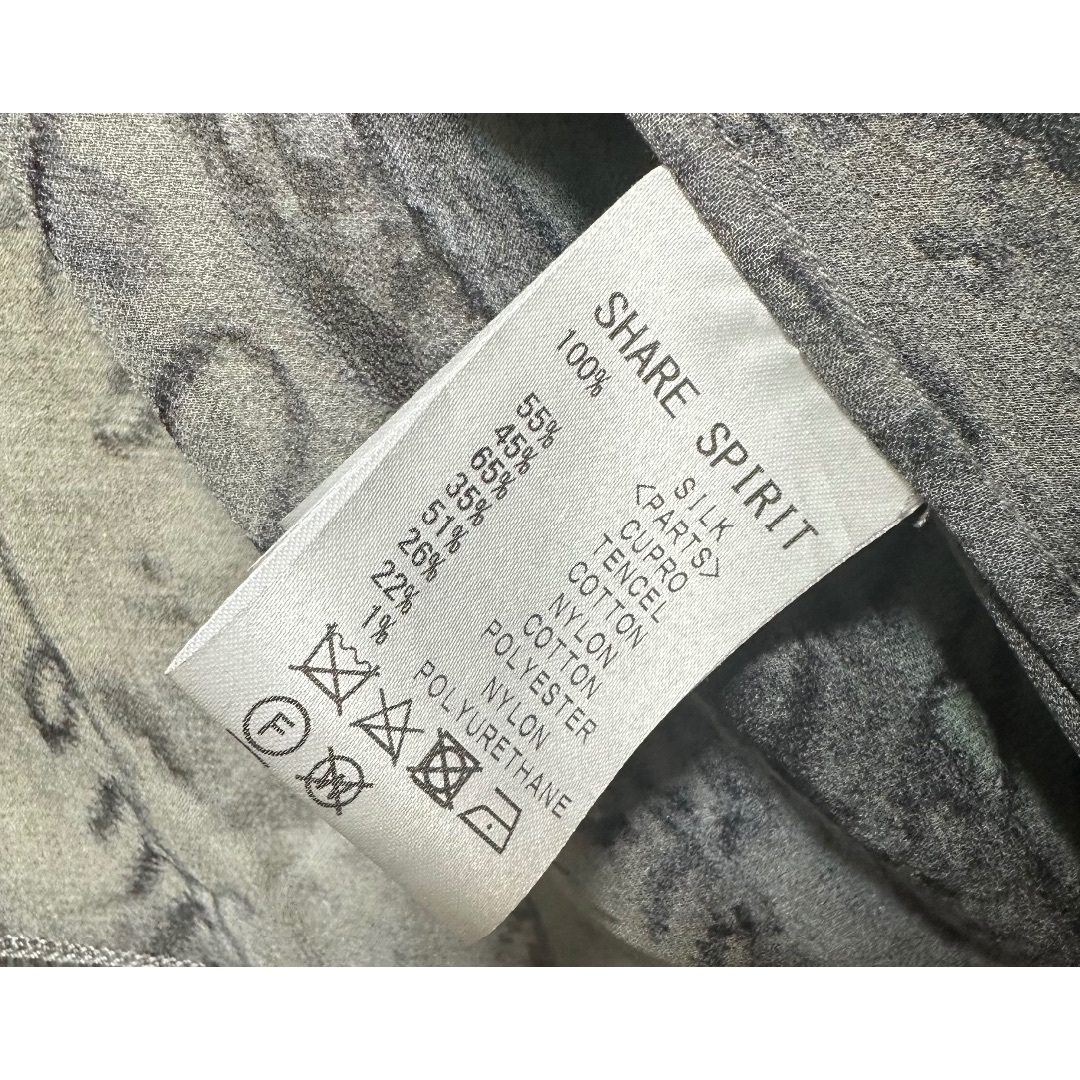 SHARE SPIRIT
100% SILK
<PARTS>
55% CUPRO
45% TENCEL
65% COTTON
35% NYLON
51% COTTON
26% POLYESTER
22% NYLON
1% POLYURETHANE
F W